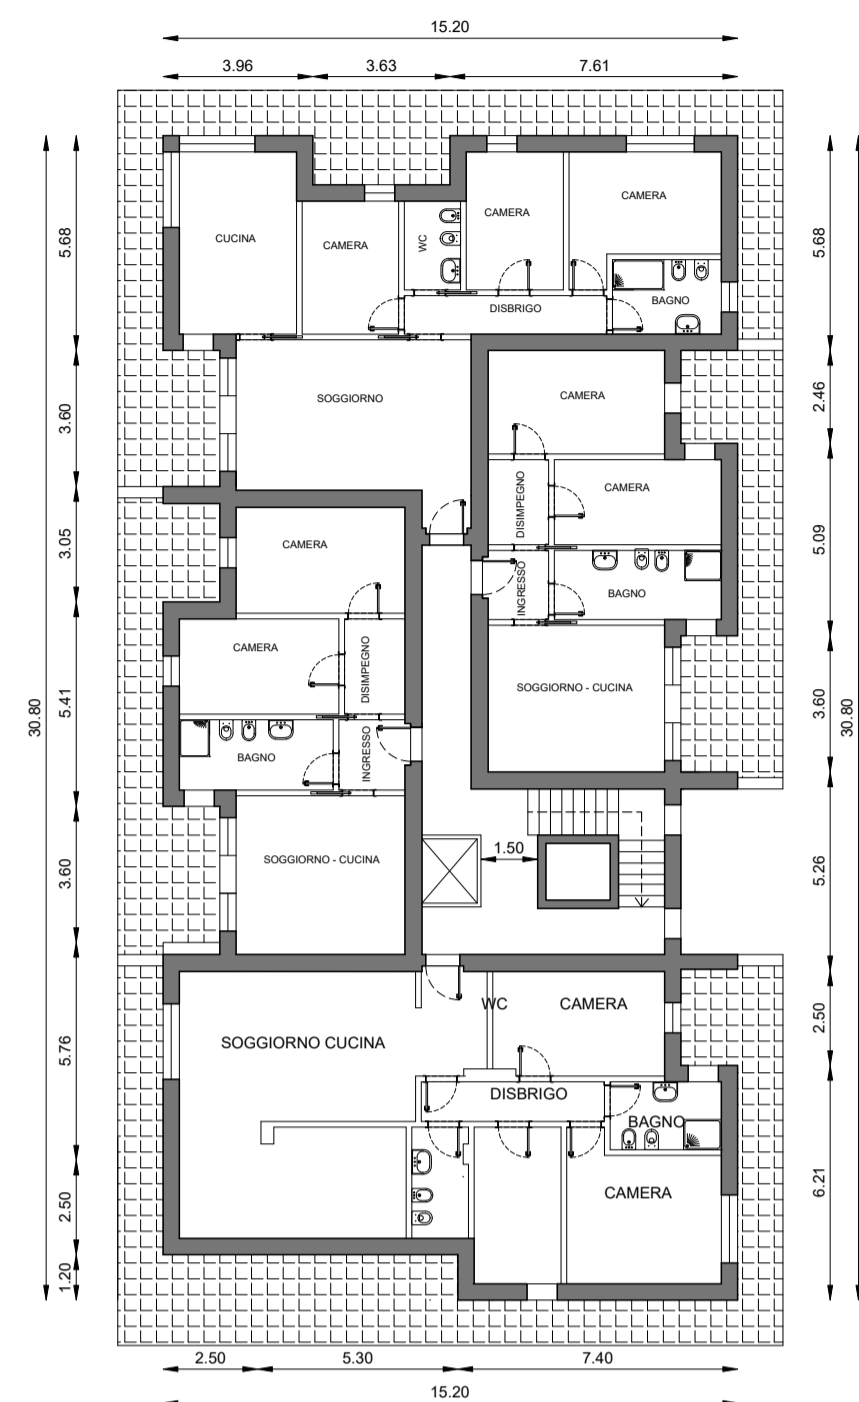 15.20
3.96 3.63 7.61
5.68
3.60
3.05
5.41
30.80
3.60
5.76
2.50
1.20
CUCINA
CAMERA
WC
CAMERA
CAMERA
BAGNO
DISBRIGO
SOGGIORNO
CAMERA
CAMERA
DISIMPEGNO
INGRESSO
BAGNO
SOGGIORNO - CUCINA
CAMERA
CAMERA
DISIMPEGNO
INGRESSO
BAGNO
SOGGIORNO - CUCINA
1.50
SOGGIORNO CUCINA
WC
CAMERA
DISBRIGO
BAGNO
CAMERA
5.68
2.46
5.09
3.60
30.80
5.26
2.50
6.21
2.50 5.30 7.40
15.20